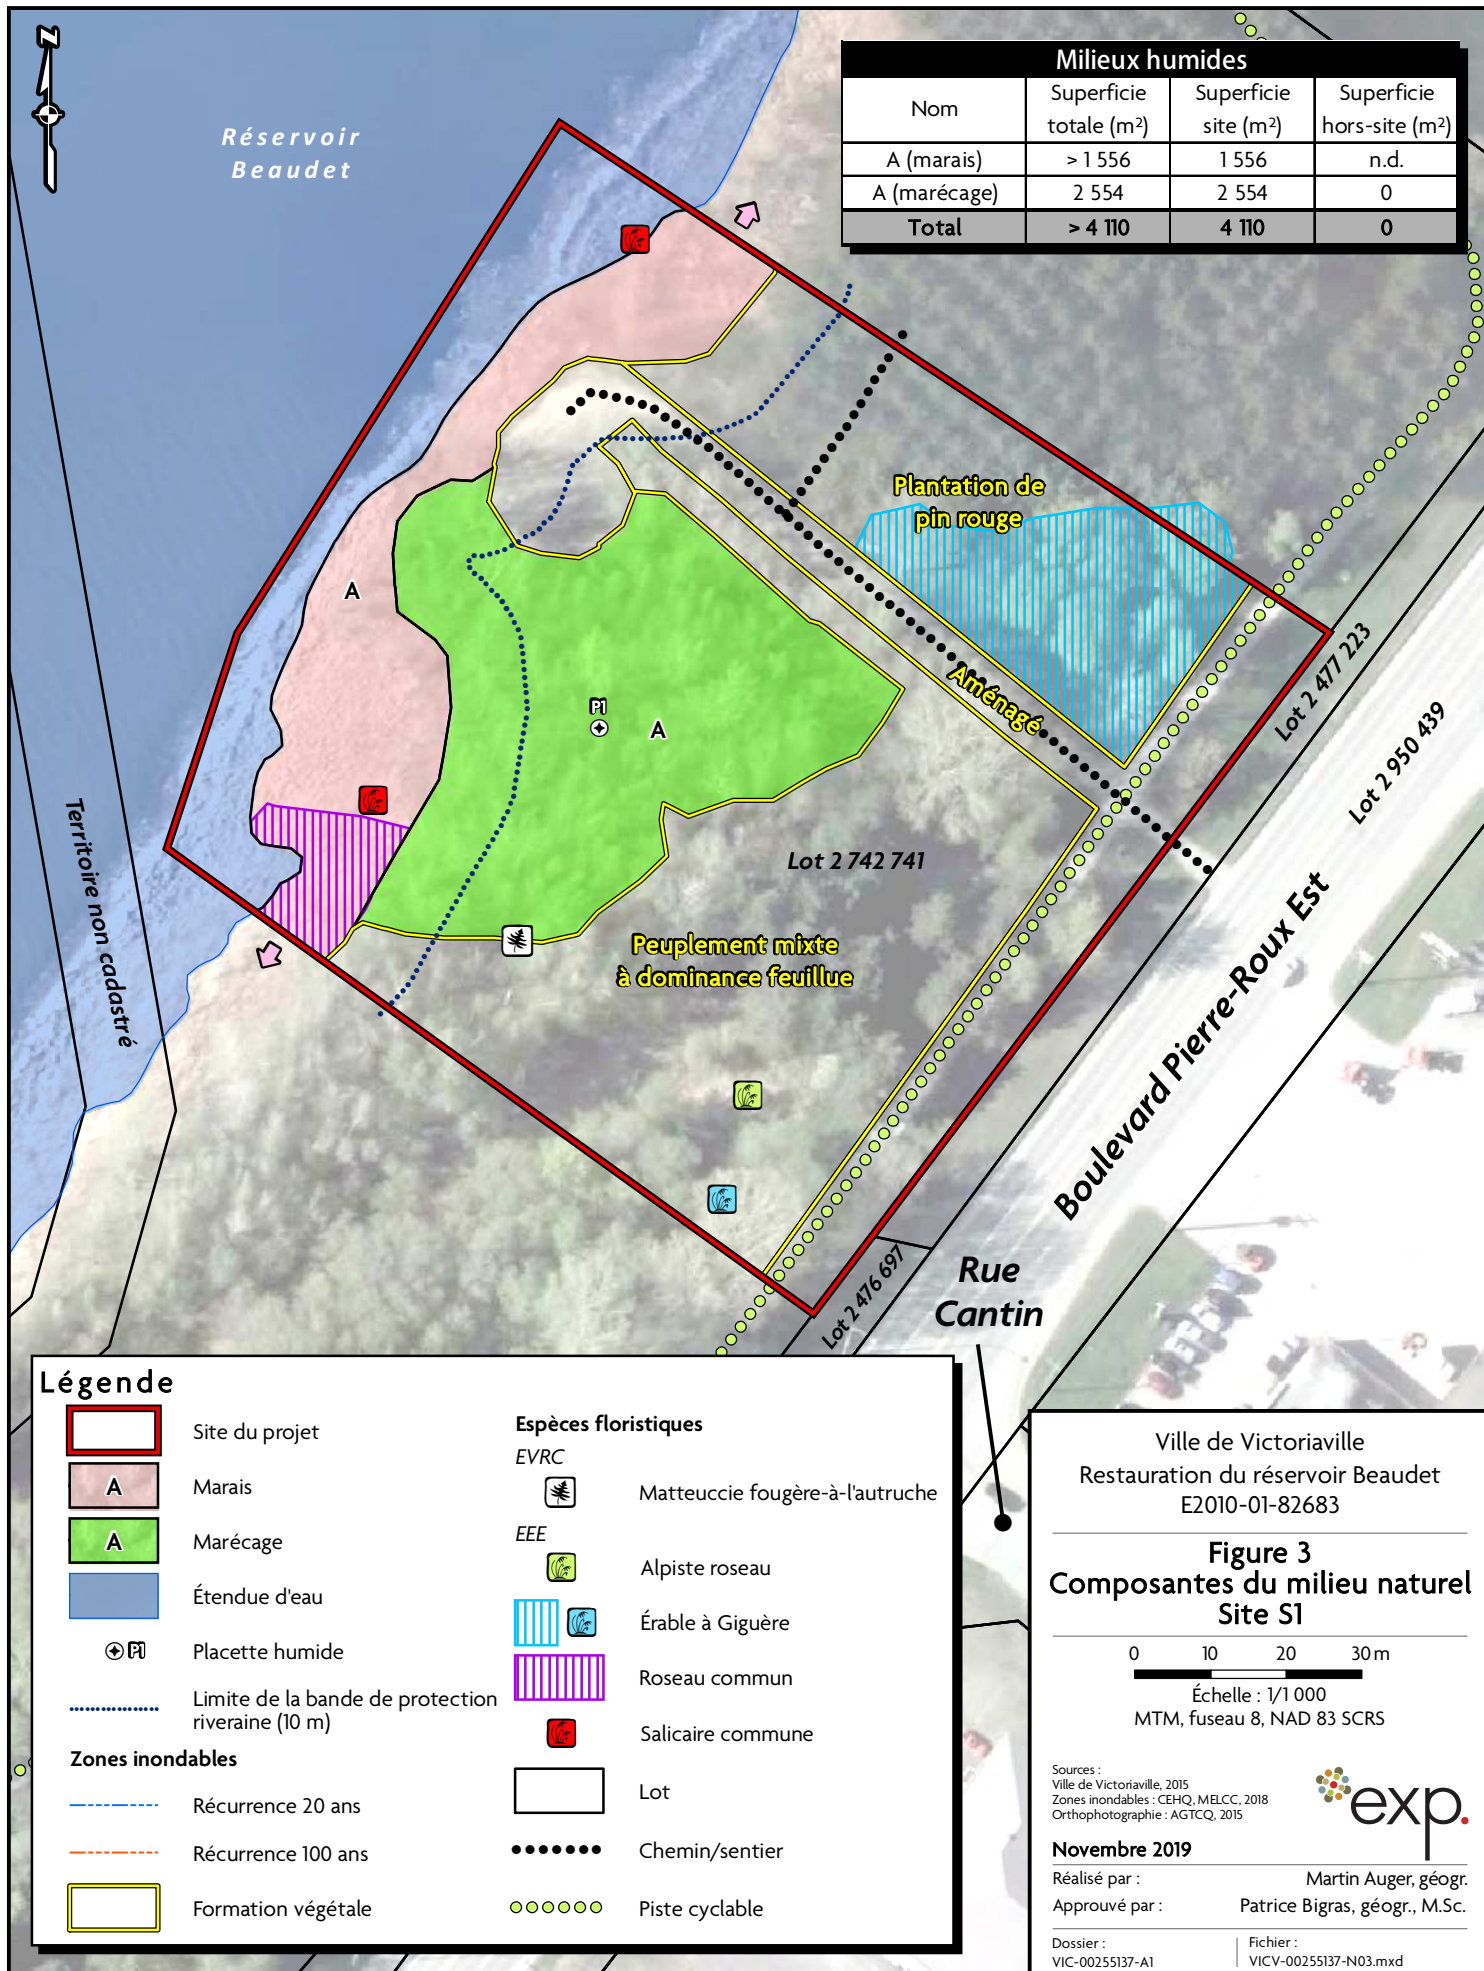 N
Réservoir
Beaudet
Milieux humides
Nom Superficie totale (m²) Superficie site (m²) Superficie hors-site (m²)
A (marais) > 1 556 1 556 n.d.
A (marécage) 2 554 2 554 0
Total > 4 110 4 110 0
Plantation de
pin rouge
A
Aménagé
P1
A
Lot 2 477 223
Lot 2 950 439
Territoire non cadastré
Lot 2 742 741
Peuplement mixte
à dominance feuillue
Boulevard Pierre-Roux Est
Lot 2 476 697
Rue
Cantin
Légende
Site du projet
A Marais
A Marécage
Étendue d'eau
P1 Placette humide
Limite de la bande de protection
riveraine (10 m)
Zones inondables
Récurrence 20 ans
Récurrence 100 ans
Formation végétale
Espèces floristiques
EVRC
Matteuccie fougère-à-l'autruche
EEE
Alpiste roseau
Érable à Giguère
Roseau commun
Salicaire commune
Lot
Chemin/sentier
Piste cyclable
Ville de Victoriaville
Restauration du réservoir Beaudet
E2010-01-82683
Figure 3
Composantes du milieu naturel
Site S1
0 10 20 30 m
Échelle : 1/1 000
MTM, fuseau 8, NAD 83 SCRS
Sources :
Ville de Victoriaville, 2015
Zones inondables : CEHQ, MELCC, 2018
Orthophotographie : AGTCQ, 2015
exp.
Novembre 2019
Réalisé par : Martin Auger, géogr.
Approuvé par : Patrice Bigras, géogr., M.Sc.
Dossier :
VIC-00255137-A1
Fichier :
VICV-00255137-N03.mxd